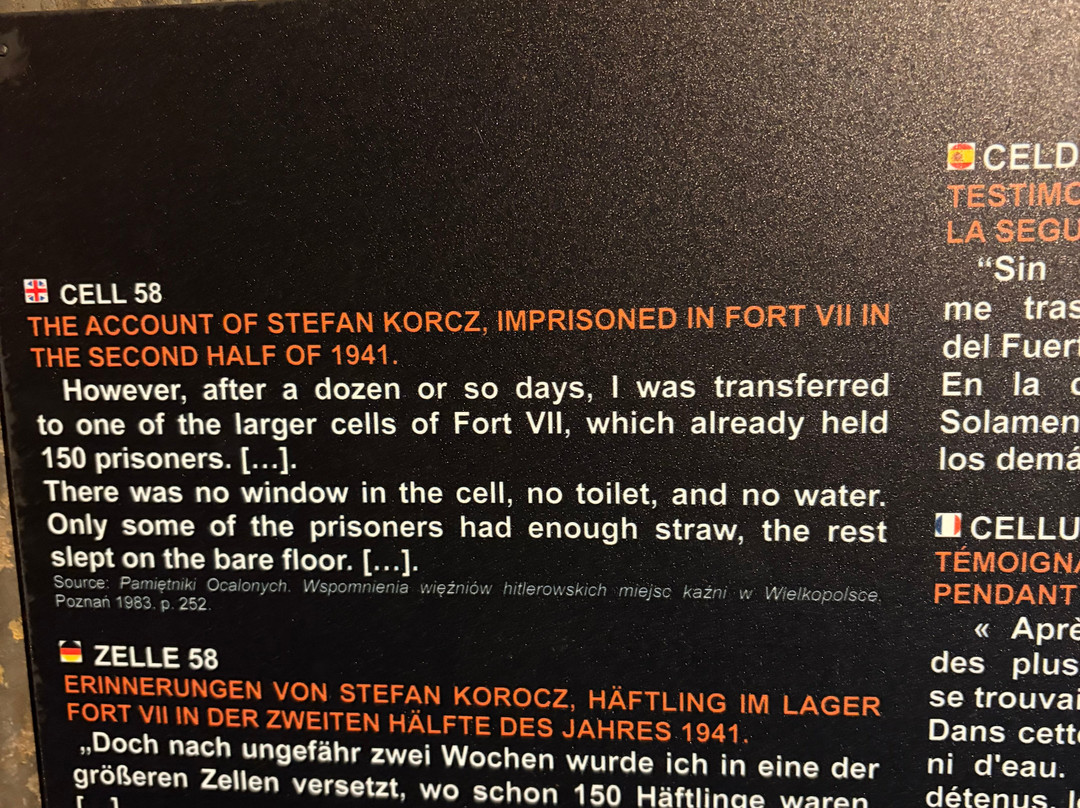 CELL 58
THE ACCOUNT OF STEFAN KORCZ, IMPRISONED IN FORT VII IN
THE SECOND HALF OF 1941.
However, after a dozen or so days, I was transferred
to one of the larger cells of Fort VII, which already held
150 prisoners. […].
There was no window in the cell, no toilet, and no water.
Only some of the prisoners had enough straw, the rest
slept on the bare floor. […].
Source: Pamiętniki Ocalonych. Wspomnienia więźniów hitlerowskich miejsc kaźni w Wielkopolsce.
Poznań 1983. p. 252.
ZELLE 58
ERINNERUNGEN VON STEFAN KOROCZ, HÄFTLING IM LAGER
FORT VII IN DER ZWEITEN HÄLFTE DES JAHRES 1941.
„Doch nach ungefähr zwei Wochen wurde ich in eine der
größeren Zellen versetzt, wo schon 150 Häftlinge waren.
CELD
TESTIMO
LA SEGU
“Sin
me tras
del Fuert
En la
Solamen
los demá
CELLU
TÉMOIGNA
PENDANT
« Aprè
des plus
se trouvai
Dans cette
ni d'eau.
détenus